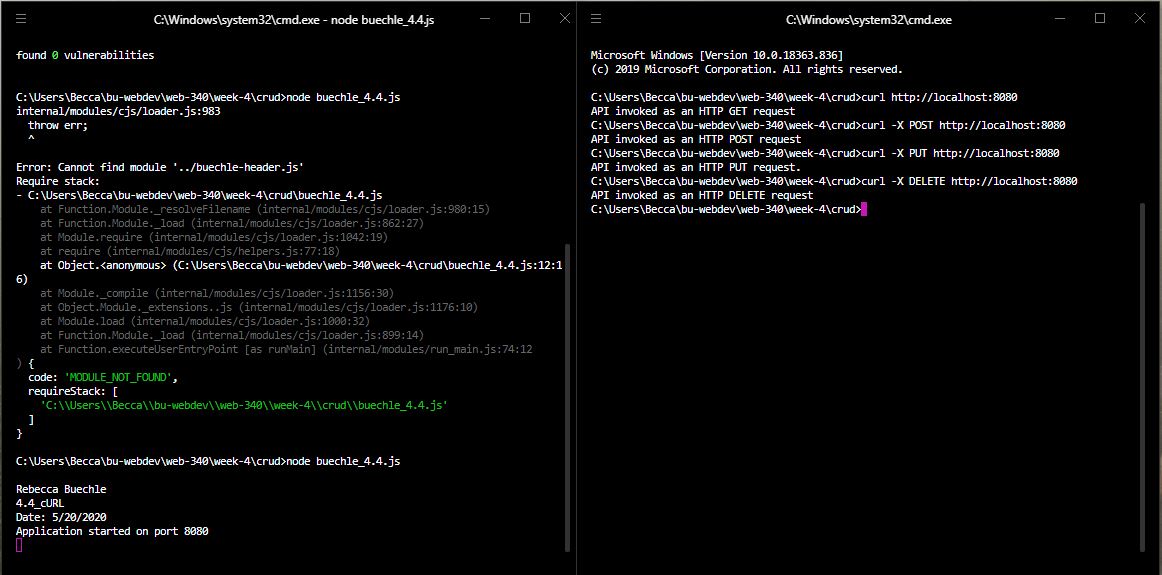 C:\Windows\system32\cmd.exe - node buechle_4.4.js
found 0 vulnerabilities
C:\Users\Becca\bu-webdev\web-340\week-4\crud>node buechle_4.4.js
internal/modules/cjs/loader.js:983
throw err;
^
Error: Cannot find module '../buechle-header.js'
Require stack:
- C:\Users\Becca\bu-webdev\web-340\week-4\crud\buechle_4.4.js
at Function.Module._resolveFilename (internal/modules/cjs/loader.js:980:15)
at Function.Module._load (internal/modules/cjs/loader.js:862:27)
at Module.require (internal/modules/cjs/loader.js:1042:19)
at require (internal/modules/cjs/helpers.js:77:18)
at Object.<anonymous> (C:\Users\Becca\bu-webdev\web-340\week-4\crud\buechle_4.4.js:12:1
6)
at Module._compile (internal/modules/cjs/loader.js:1156:30)
at Object.Module._extensions..js (internal/modules/cjs/loader.js:1176:10)
at Module.load (internal/modules/cjs/loader.js:1000:32)
at Function.Module._load (internal/modules/cjs/loader.js:899:14)
at Function.executeUserEntryPoint [as runMain] (internal/modules/run_main.js:74:12
) {
code: 'MODULE_NOT_FOUND',
requireStack: [
'C:\\Users\\Becca\\bu-webdev\\web-340\\week-4\\crud\\buechle_4.4.js'
]
}
C:\Users\Becca\bu-webdev\web-340\week-4\crud>node buechle_4.4.js
Rebecca Buechle
4.4_cURL
Date: 5/20/2020
Application started on port 8080
C:\Windows\system32\cmd.exe
Microsoft Windows [Version 10.0.18363.836]
(c) 2019 Microsoft Corporation. All rights reserved.
C:\Users\Becca\bu-webdev\web-340\week-4\crud>curl http://localhost:8080
API invoked as an HTTP GET request
C:\Users\Becca\bu-webdev\web-340\week-4\crud>curl -X POST http://localhost:8080
API invoked as an HTTP POST request
C:\Users\Becca\bu-webdev\web-340\week-4\crud>curl -X PUT http://localhost:8080
API invoked as an HTTP PUT request.
C:\Users\Becca\bu-webdev\web-340\week-4\crud>curl -X DELETE http://localhost:8080
API invoked as an HTTP DELETE request
C:\Users\Becca\bu-webdev\web-340\week-4\crud>